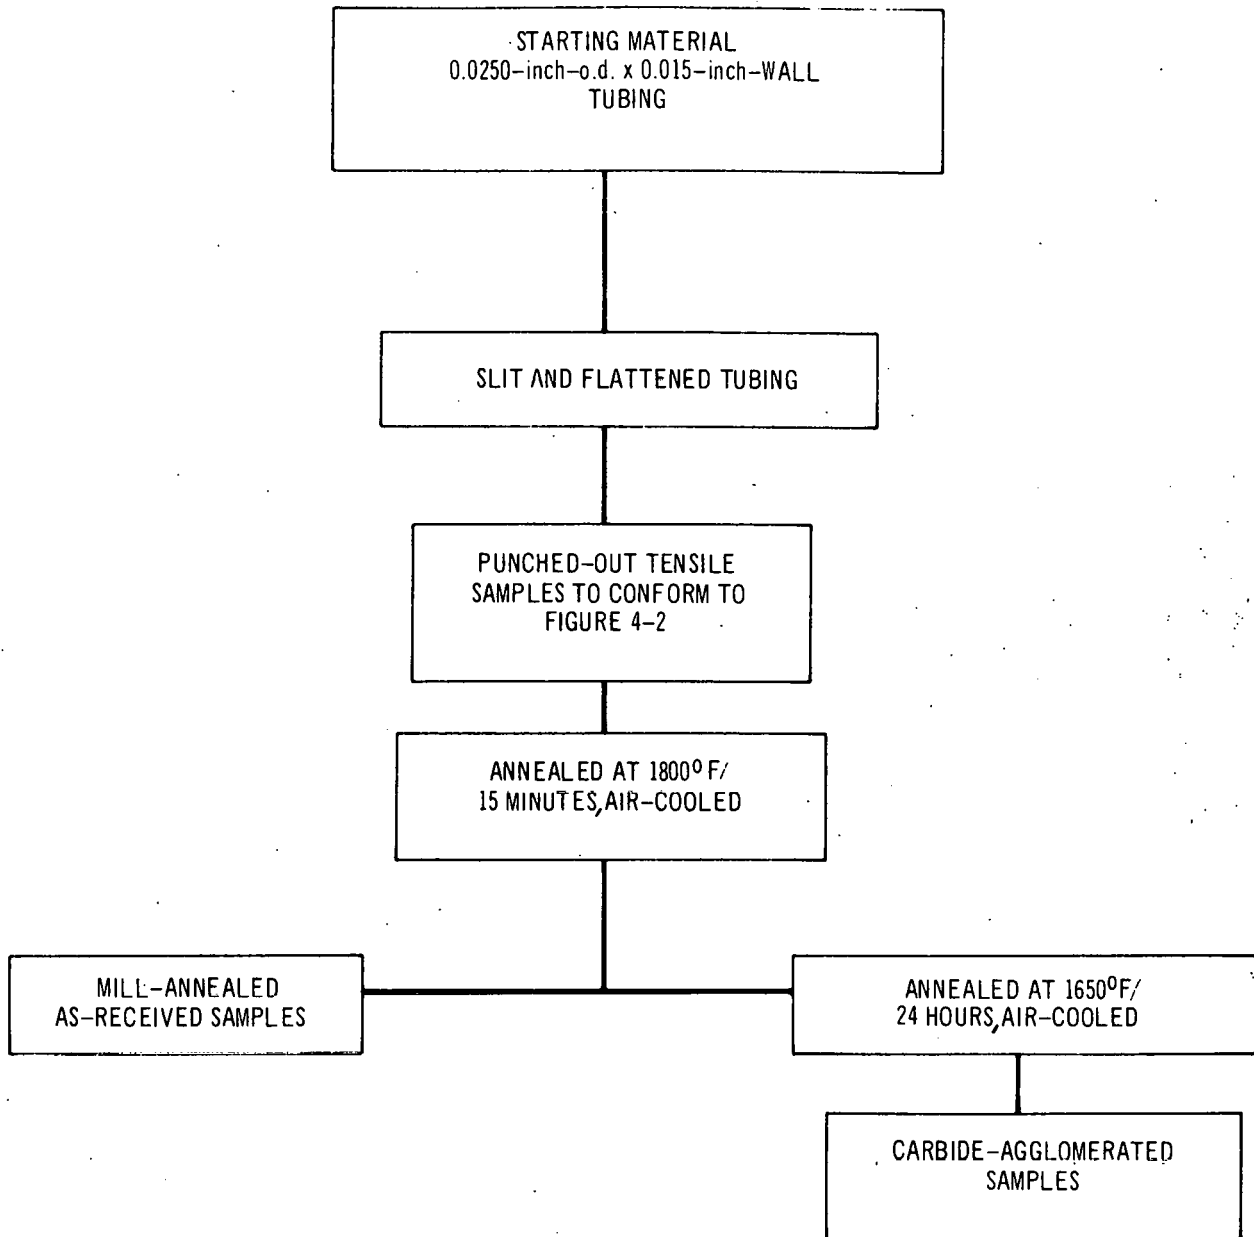 STARTING MATERIAL
0.0250-inch-o.d. x 0.015-inch-WALL
TUBING
SLIT AND FLATTENED TUBING
PUNCHED-OUT TENSILE
SAMPLES TO CONFORM TO
FIGURE 4-2
ANNEALED AT 1800⁰F/
15 MINUTES, AIR-COOLED
MILL-ANNEALED
AS-RECEIVED SAMPLES
ANNEALED AT 1650⁰F/
24 HOURS, AIR-COOLED
CARBIDE-AGGLOMERATED
SAMPLES